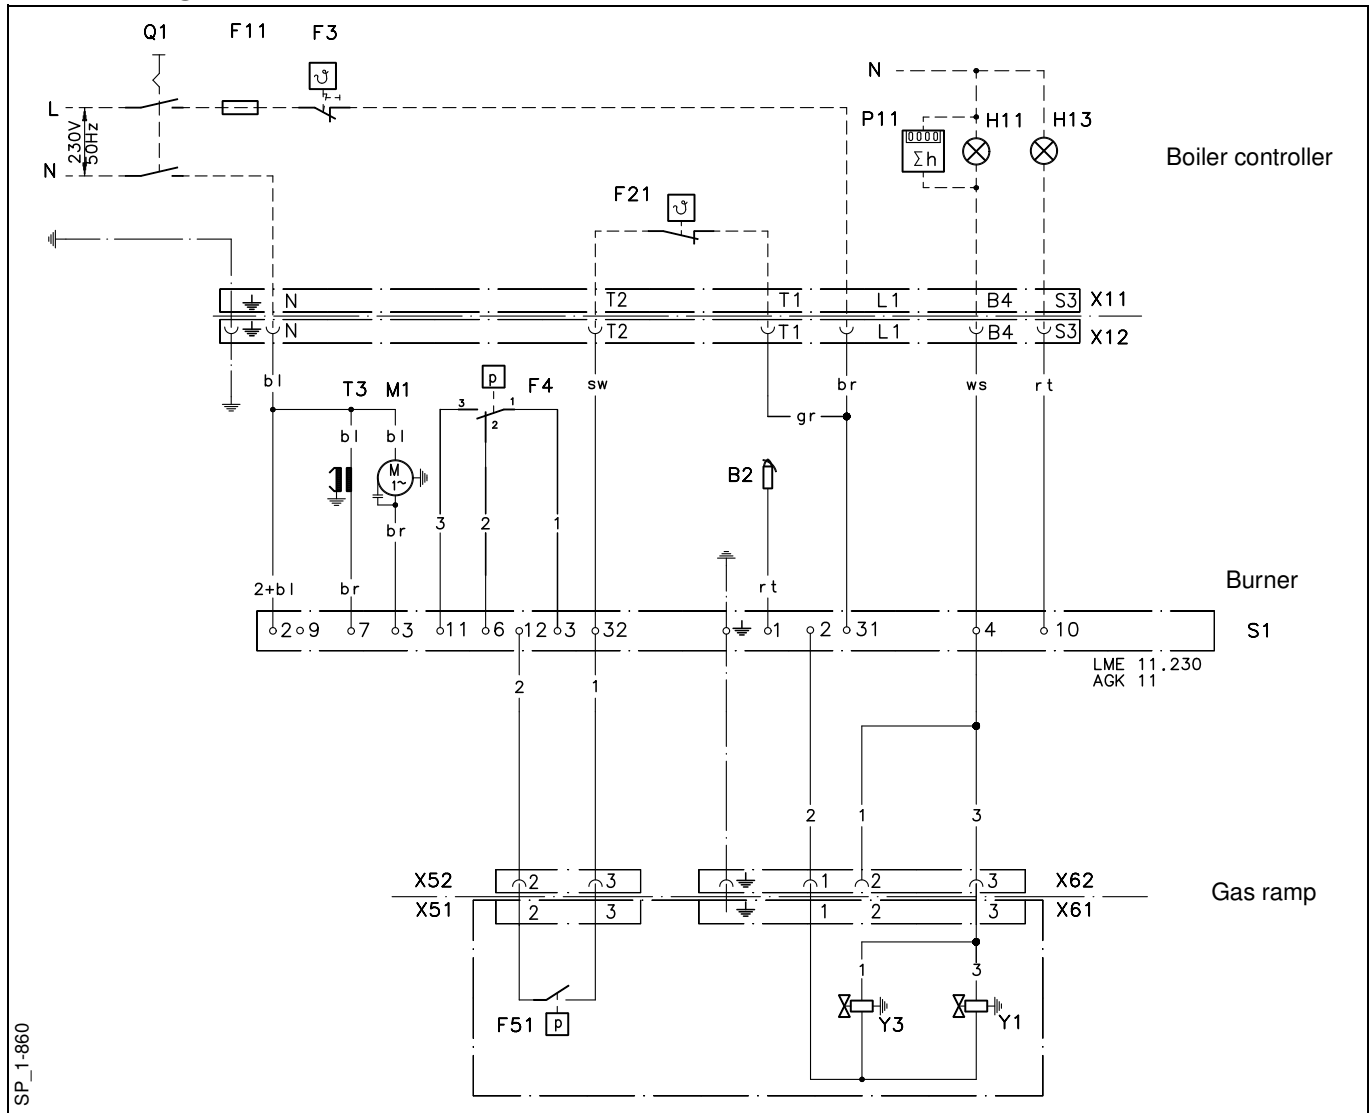 Q1 F11 F3
ϑ
L
N
230V
50Hz
N
P11 H11 H13
0000
Σh
Boiler controller
F21
ϑ
N T2 T1 L1 B4 S3 X11
N T2 T1 L1 B4 S3 X12
bl T3 M1 p F4 sw br ws rt
3 1
2
gr
bl bl
M
1~
B2
3 2 1
br
2+bl br rt
Burner
2 9 7 3 11 6 12 3 32 1 2 31 4 10 S1
LME 11.230
AGK 11
2 1
2 1 3
X52 2 3 1 2 3 X62
X51 2 3 1 2 3 X61
Gas ramp
1 3
F51 p Y3 Y1
SP_1-860